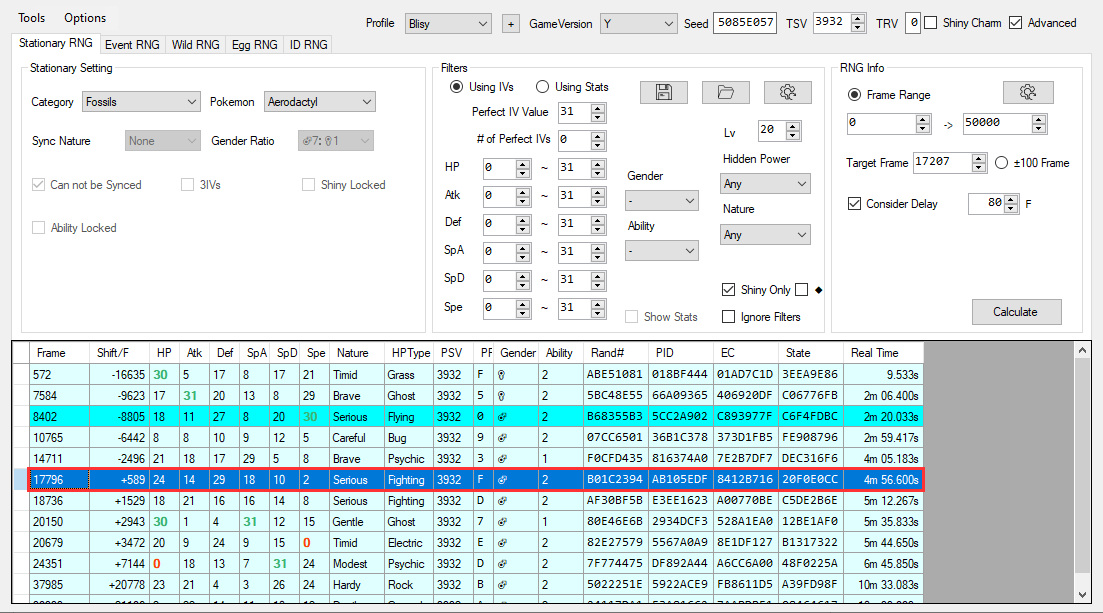 Tools Options
Profile Blisy + GameVersion Y Seed 5085E057 TSV 3932 TRV 0 Shiny Charm Advanced
Stationary RNG Event RNG Wild RNG Egg RNG ID RNG
Stationary Setting
Category Fossils Pokemon Aerodactyl
Sync Nature None Gender Ratio ♂7:♀1
Can not be Synced 3IVs Shiny Locked
Ability Locked
Filters
Using IVs Using Stats
Perfect IV Value 31
# of Perfect IVs 0
HP 0 ~ 31
Atk 0 ~ 31
Def 0 ~ 31
SpA 0 ~ 31
SpD 0 ~ 31
Spe 0 ~ 31
Gender
-
Ability
-
Show Stats
Lv 20
Hidden Power
Any
Nature
Any
Shiny Only ◆
Ignore Filters
RNG Info
Frame Range
0 -> 50000
Target Frame 17207 ±100 Frame
Consider Delay 80 F
Calculate
Frame Shift/F HP Atk Def SpA SpD Spe Nature HPType PSV PF Gender Ability Rand# PID EC State Real Time
572 -16635 30 5 17 8 17 21 Timid Grass 3932 F ♀ 2 ABE51081 018BF444 01AD7C1D 3EEA9E86 9.533s
7584 -9623 17 31 20 13 8 29 Brave Ghost 3932 5 ♀ 2 5BC48E55 66A09365 406920DF C06776FB 2m 06.400s
8402 -8805 18 11 27 8 20 30 Serious Flying 3932 0 ♂ 2 B68355B3 5CC2A902 C893977F C6F4FDBC 2m 20.033s
10765 -6442 8 8 10 9 12 5 Careful Bug 3932 9 ♂ 2 07CC6501 36B1C378 373D1FB5 FE908796 2m 59.417s
14711 -2496 21 18 17 29 5 8 Brave Psychic 3932 3 ♂ 1 F0CFD435 816374A0 7E2B7DF7 DEC316F6 4m 05.183s
17796 +589 24 14 29 18 10 2 Serious Fighting 3932 F ♂ 2 B01C2394 AB105EDF 8412B716 20F0E0CC 4m 56.600s
18736 +1529 18 21 16 16 14 8 Serious Fighting 3932 D ♂ 2 AF30BF5B E3EE1623 A00770BE C5DE2B6E 5m 12.267s
20150 +2943 30 1 4 31 12 15 Gentle Ghost 3932 7 ♂ 1 80E46E6B 2934DCF3 528A1EA0 12BE1AF0 5m 35.833s
20679 +3472 20 9 24 9 15 0 Timid Electric 3932 E ♂ 2 82E27579 5567A0A9 8E1DF127 B1317322 5m 44.650s
24351 +7144 0 18 13 7 31 24 Modest Psychic 3932 D ♂ 2 7F774475 DF892A44 A6CC6A00 48F0225A 6m 45.850s
37985 +20778 23 21 4 3 26 24 Hardy Rock 3932 B ♂ 2 5022251E 5922ACE9 FB8611D5 A39FD98F 10m 33.083s